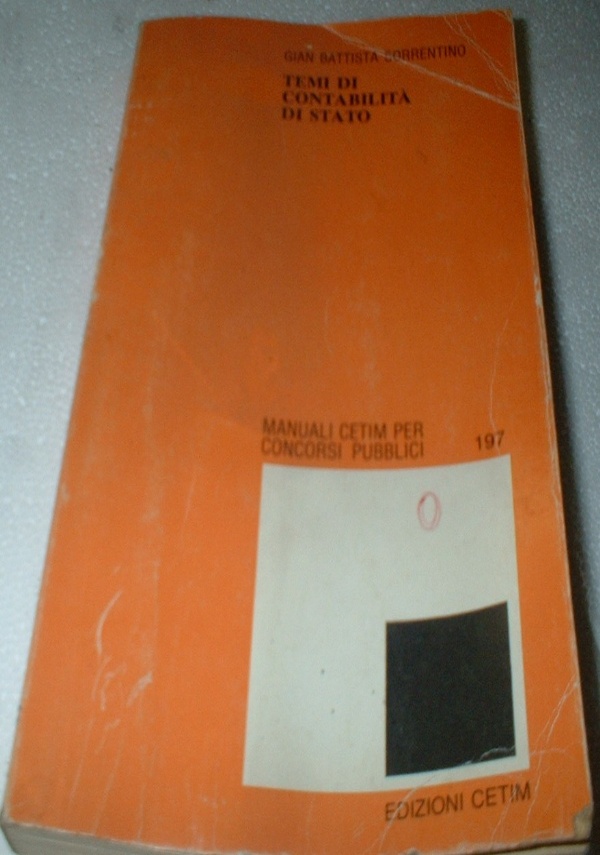 GIAN BATTISTA SORRENTINO
TEMI DI
CONTABILITÀ
DI STATO
MANUALI CETIM PER
CONCORSI PUBBLICI
197
EDIZIONI CETIM